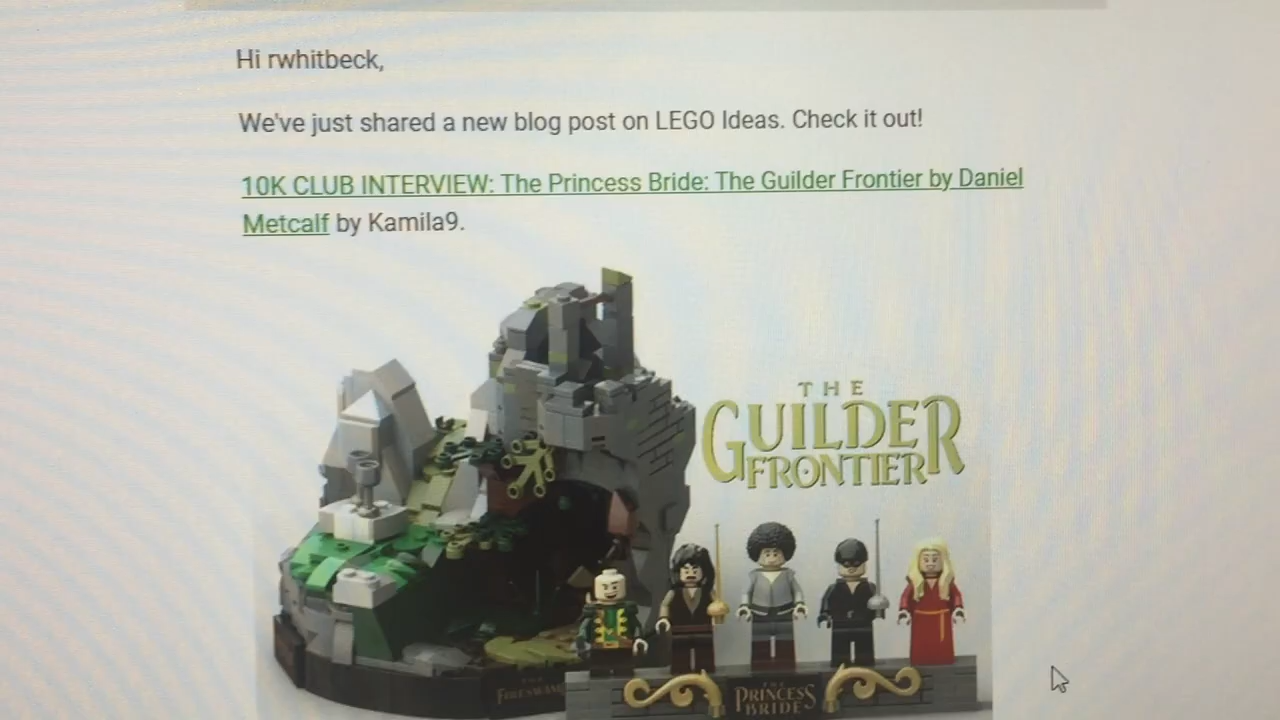 Hi rwhitbeck,
We've just shared a new blog post on LEGO Ideas. Check it out!
10K CLUB INTERVIEW: The Princess Bride: The Guilder Frontier by Daniel
Metcalf by Kamila9.
THE
GUILDER
FRONTIER
THE
PRINCESS
BRIDE